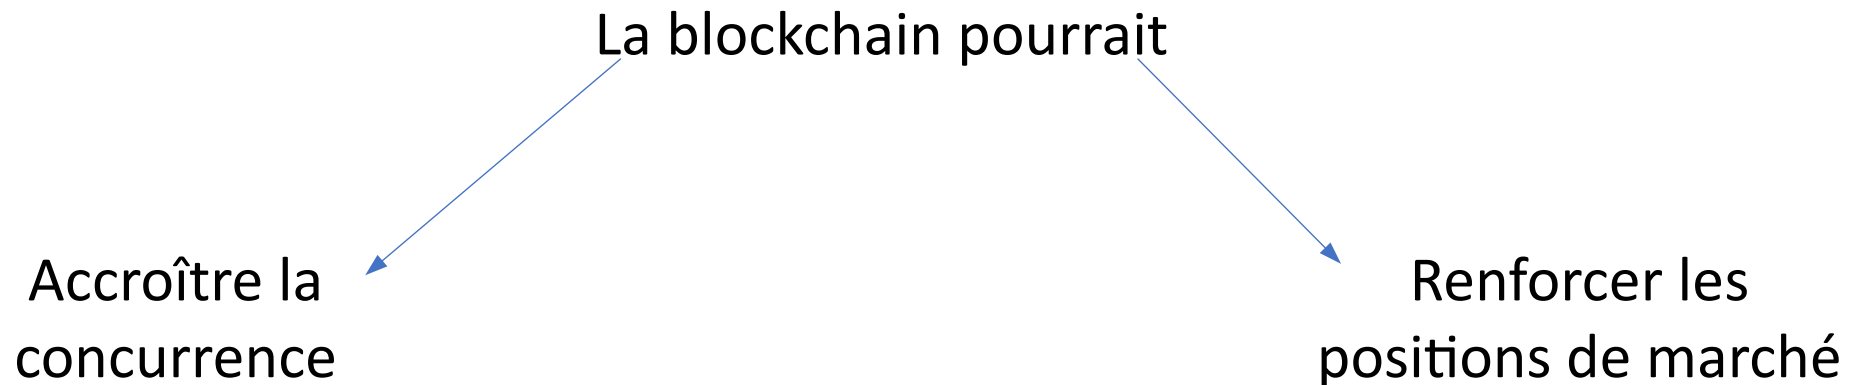 La blockchain pourrait
Accroître la
concurrence
Renforcer les
positions de marché